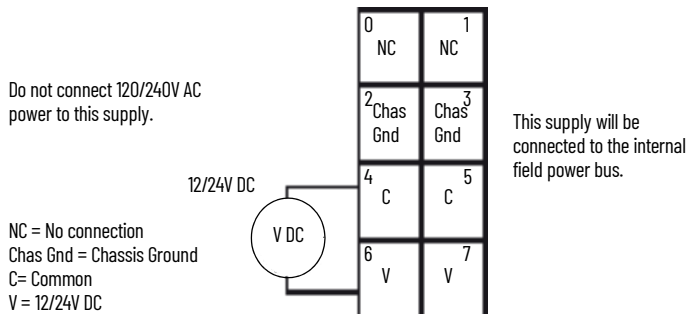 Do not connect 120/240V AC
power to this supply.
12/24V DC
NC = No connection
Chas Gnd = Chassis Ground
C= Common
V = 12/24V DC
V DC
0
NC
1
NC
2
Chas
Gnd
3
Chas
Gnd
4
C
5
C
6
V
7
V
This supply will be
connected to the internal
field power bus.